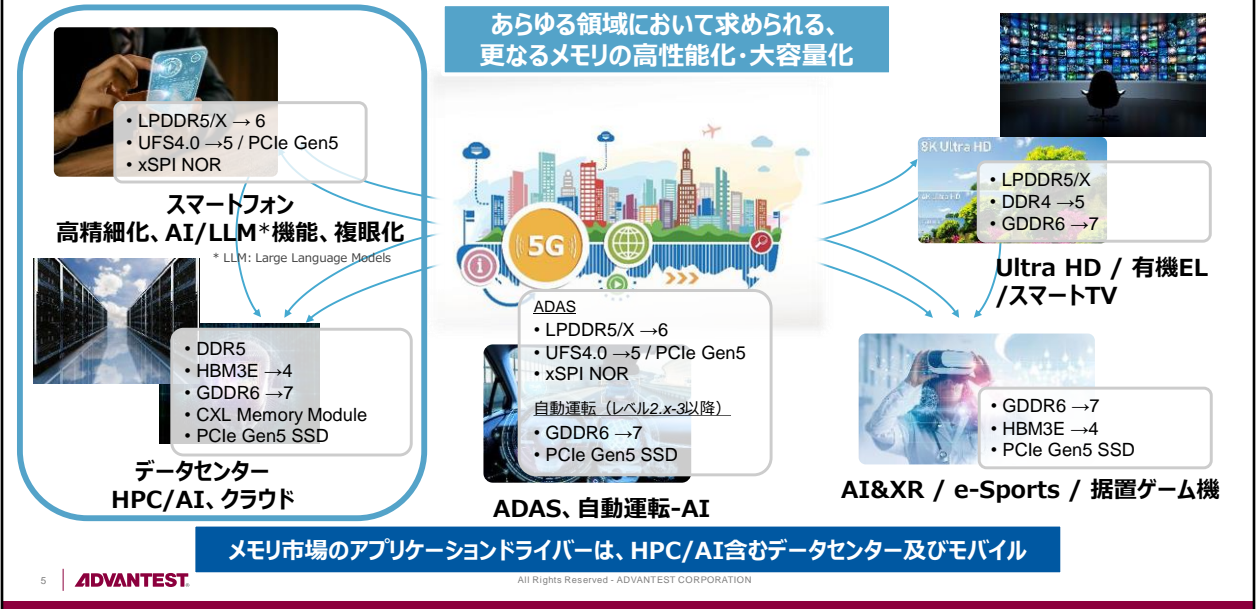 あらゆる領域において求められる、
更なるメモリの高性能化・大容量化
• LPDDR5/X → 6
• UFS4.0 →5 / PCIe Gen5
• xSPI NOR
スマートフォン
高精細化、AI/LLM*機能、複眼化
* LLM: Large Language Models
• DDR5
• HBM3E →4
• GDDR6 →7
• CXL Memory Module
• PCIe Gen5 SSD
データセンター
HPC/AI、クラウド
5G
ADAS
• LPDDR5/X →6
• UFS4.0 →5 / PCIe Gen5
• xSPI NOR
自動運転（レベル2.x-3以降）
• GDDR6 →7
• PCIe Gen5 SSD
ADAS、自動運転-AI
8K Ultra HD
• LPDDR5/X
• DDR4 →5
• GDDR6 →7
Ultra HD / 有機EL
/スマートTV
• GDDR6 →7
• HBM3E →4
• PCIe Gen5 SSD
AI&XR / e-Sports / 据置ゲーム機
メモリ市場のアプリケーションドライバーは、HPC/AI含むデータセンター及びモバイル
5
ADVANTEST.
All Rights Reserved - ADVANTEST CORPORATION